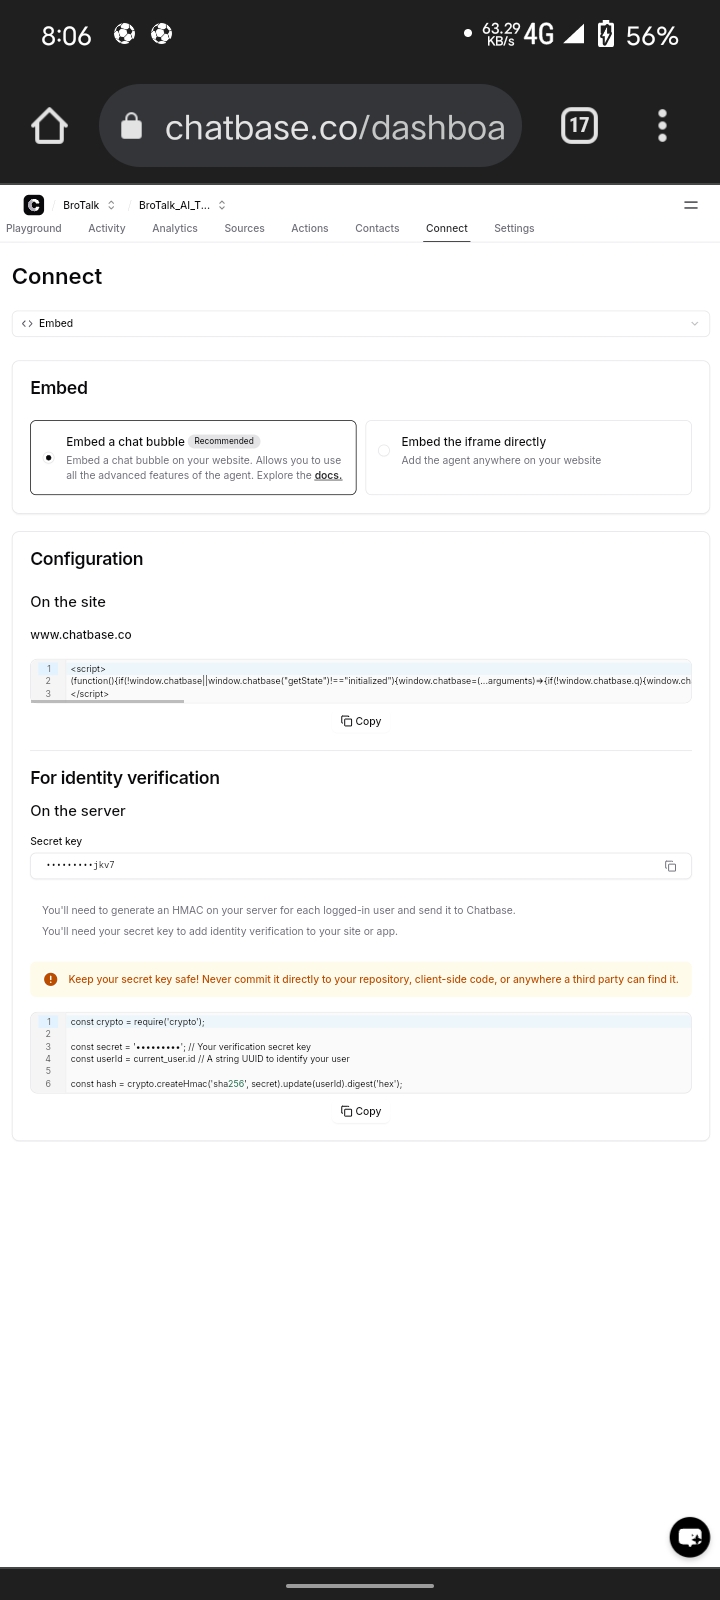 8:06
63.29 KB/s 4G 56%
chatbase.co/dashboa
17
BroTalk / BroTalk_AI_T...
Playground Activity Analytics Sources Actions Contacts Connect Settings
Connect
Embed
Embed
Embed a chat bubble Recommended
Embed a chat bubble on your website. Allows you to use
all the advanced features of the agent. Explore the docs.
Embed the iframe directly
Add the agent anywhere on your website
Configuration
On the site
www.chatbase.co
1 <script>
2 (function(){if(!window.chatbase||window.chatbase("getState")!=="initialized"){window.chatbase=(...arguments)=>{if(!window.chatbase.q){window.ch
3 </script>
Copy
For identity verification
On the server
Secret key
•••••••••jkv7
You'll need to generate an HMAC on your server for each logged-in user and send it to Chatbase.
You'll need your secret key to add identity verification to your site or app.
Keep your secret key safe! Never commit it directly to your repository, client-side code, or anywhere a third party can find it.
1 const crypto = require('crypto');
2
3 const secret = '•••••••••'; // Your verification secret key
4 const userId = current_user.id // A string UUID to identify your user
5
6 const hash = crypto.createHmac('sha256', secret).update(userId).digest('hex');
Copy